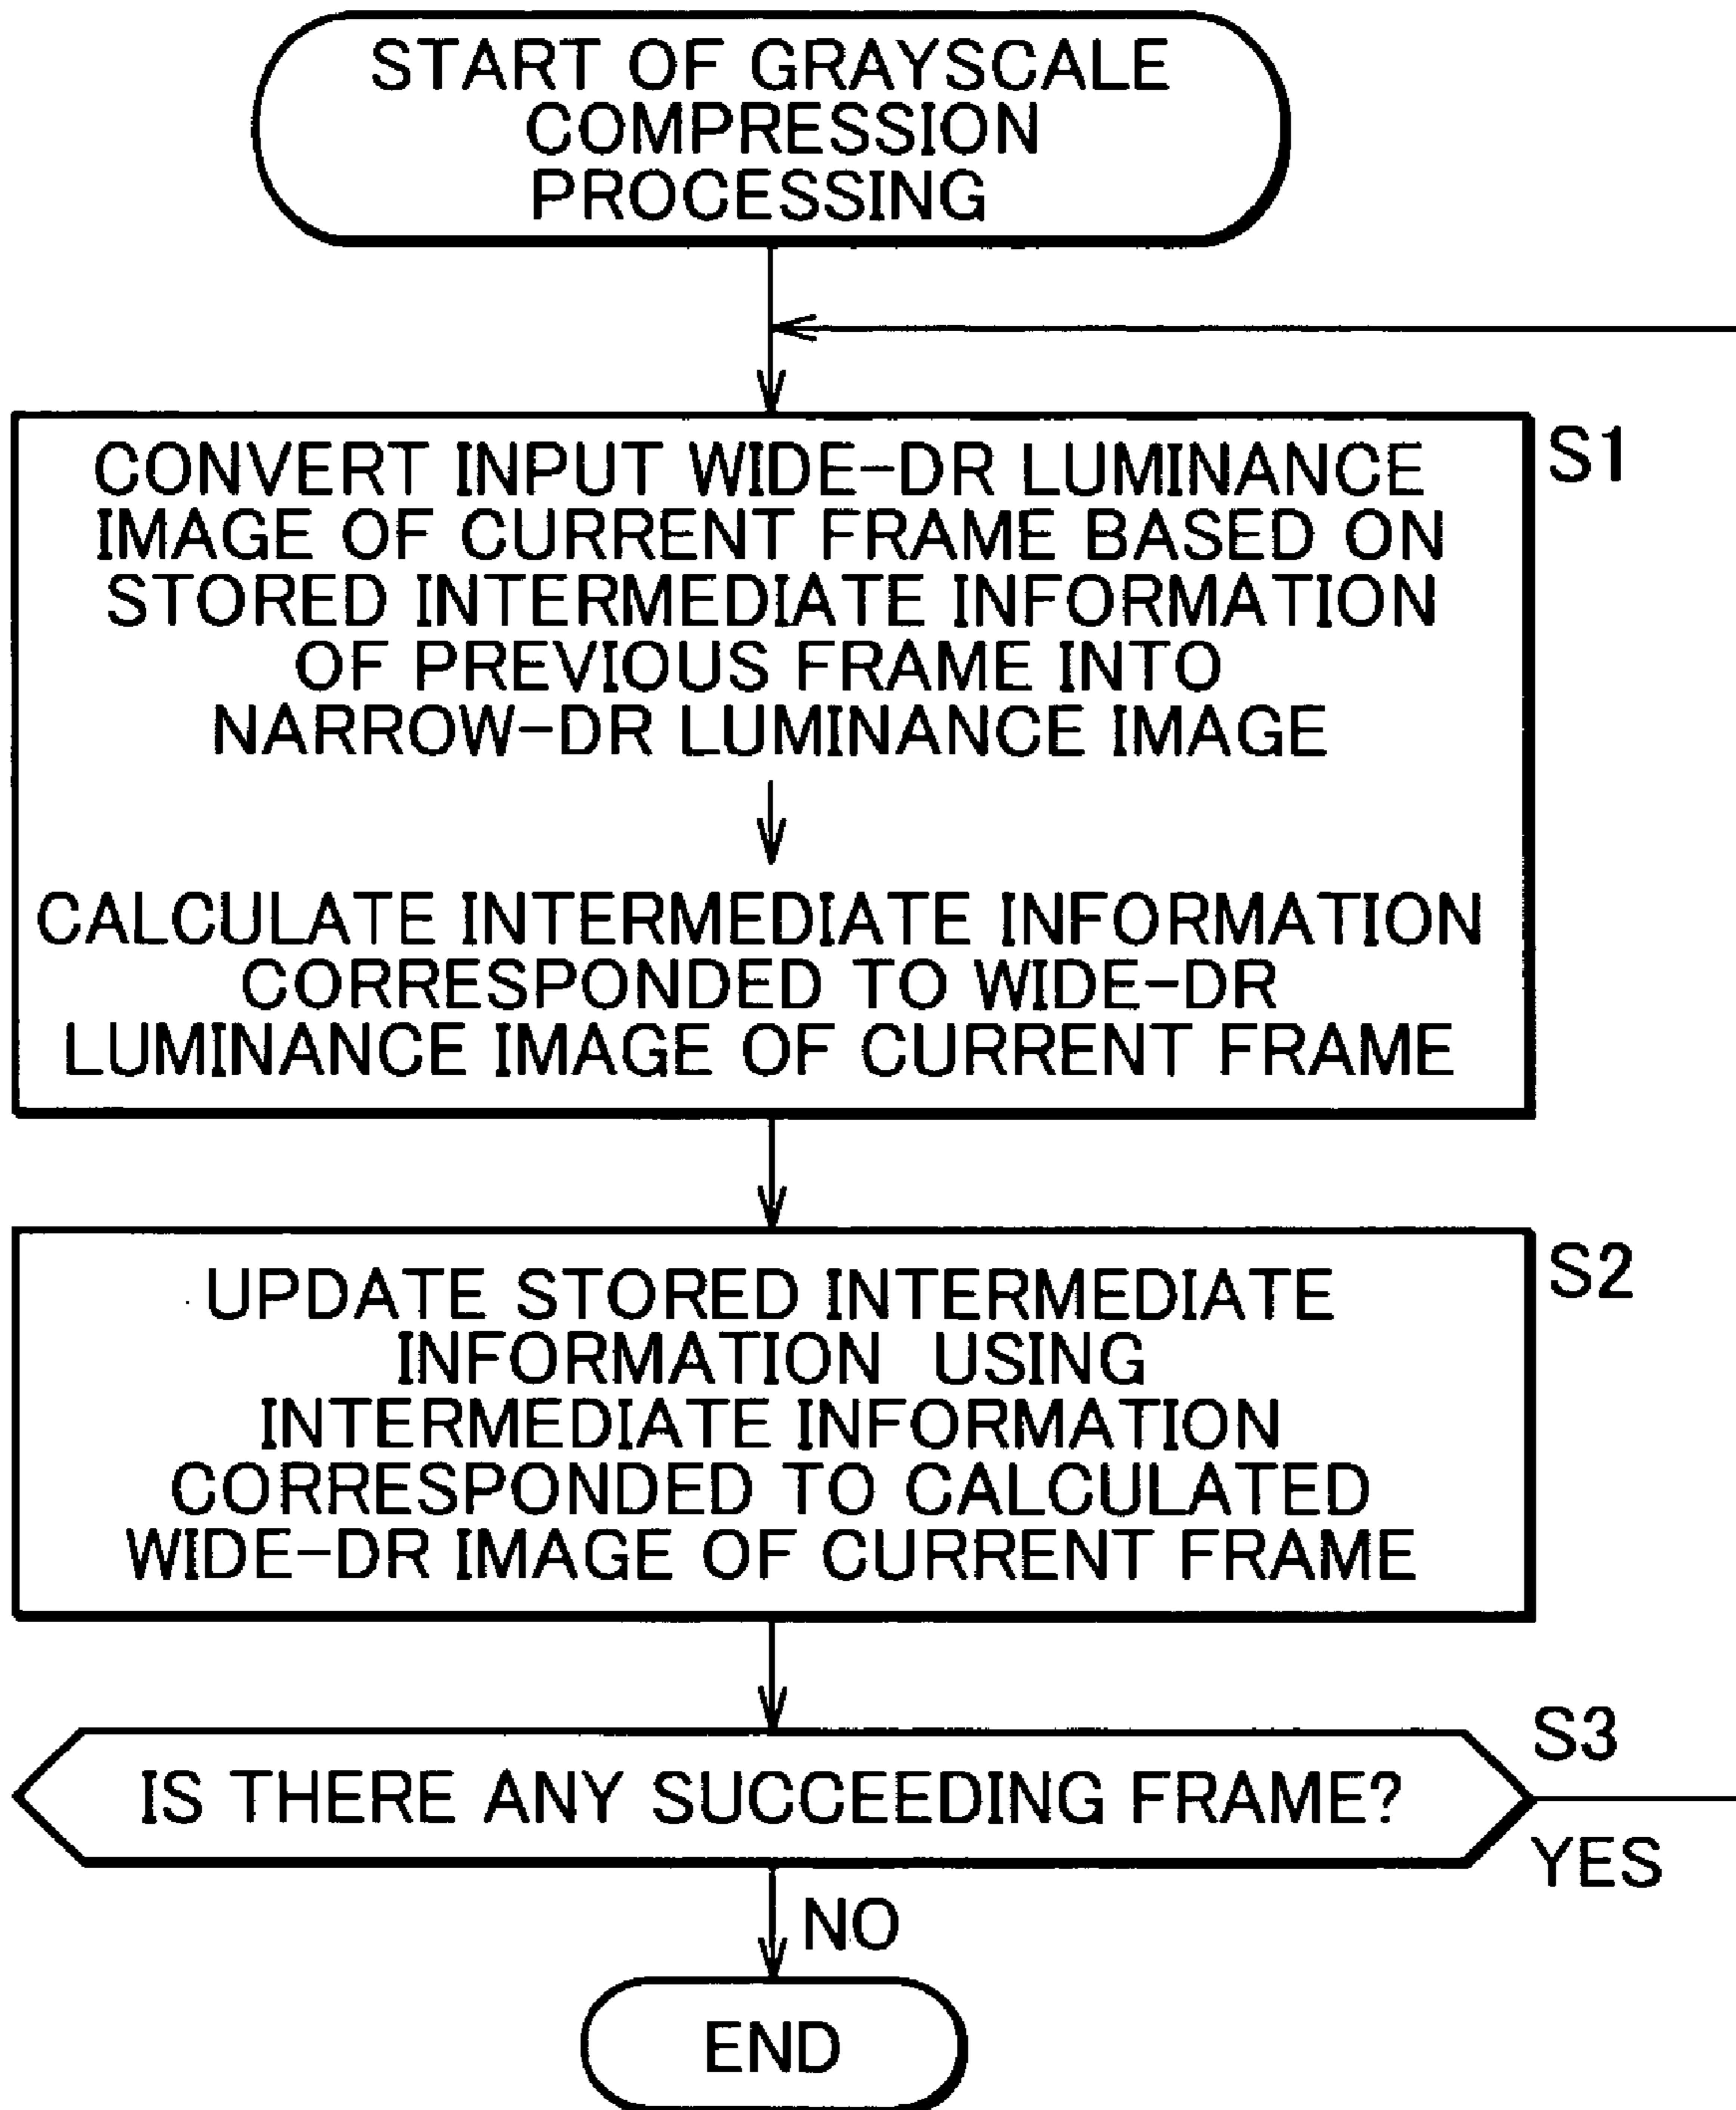 START OF GRAYSCALE
COMPRESSION
PROCESSING
S1
CONVERT INPUT WIDE-DR LUMINANCE
IMAGE OF CURRENT FRAME BASED ON
STORED INTERMEDIATE INFORMATION
OF PREVIOUS FRAME INTO
NARROW-DR LUMINANCE IMAGE
CALCULATE INTERMEDIATE INFORMATION
CORRESPONDED TO WIDE-DR
LUMINANCE IMAGE OF CURRENT FRAME
S2
UPDATE STORED INTERMEDIATE
INFORMATION USING
INTERMEDIATE INFORMATION
CORRESPONDED TO CALCULATED
WIDE-DR IMAGE OF CURRENT FRAME
S3
IS THERE ANY SUCCEEDING FRAME?
YES
NO
END